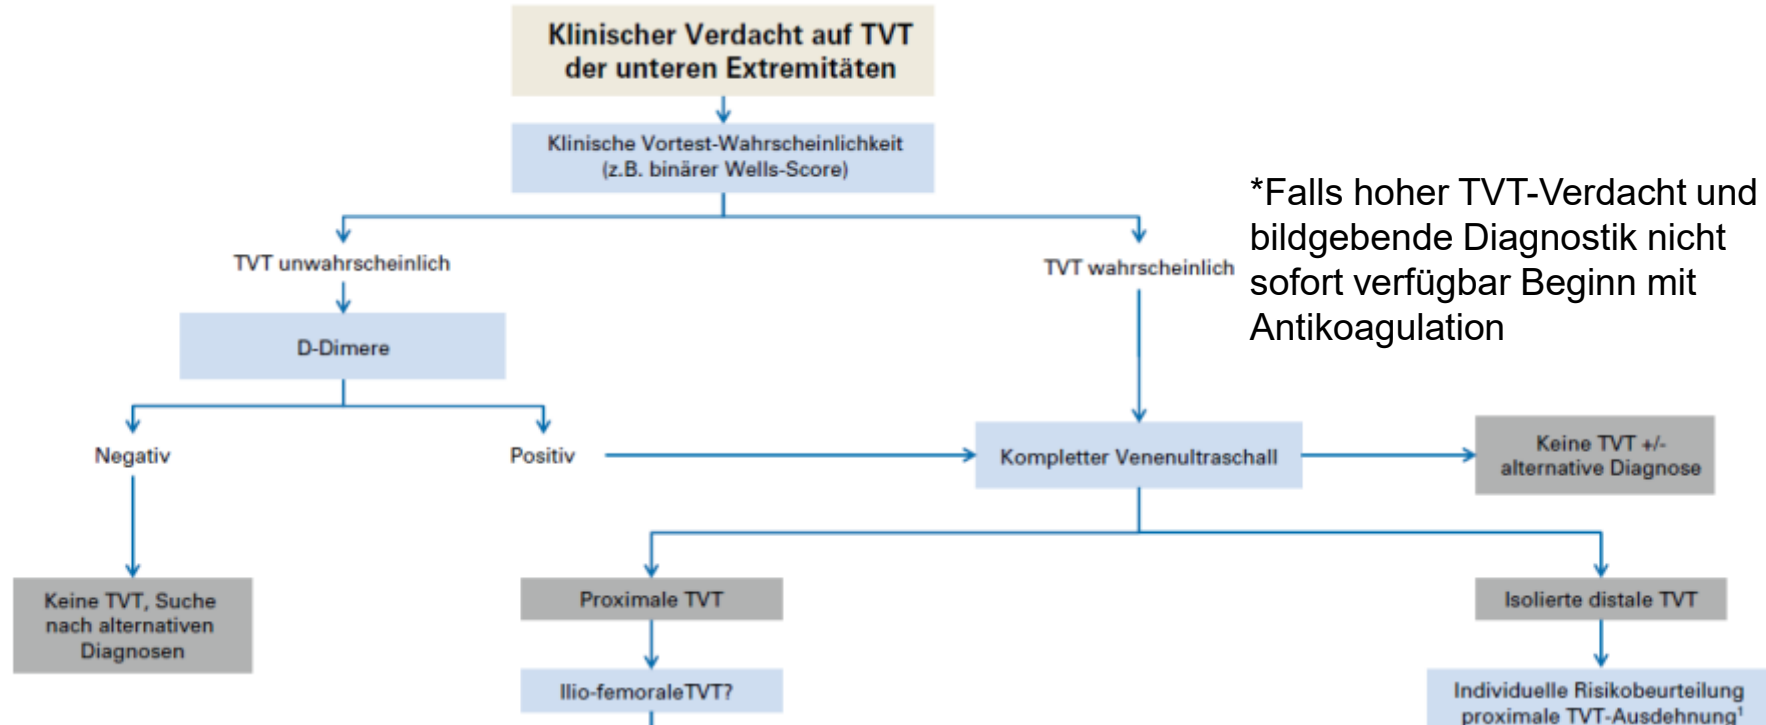 Klinischer Verdacht auf TVT
der unteren Extremitäten
Klinische Vortest-Wahrscheinlichkeit
(z.B. binärer Wells-Score)
*Falls hoher TVT-Verdacht und
bildgebende Diagnostik nicht
sofort verfügbar Beginn mit
Antikoagulation
TVT unwahrscheinlich
TVT wahrscheinlich
D-Dimere
Negativ
Positiv
Kompletter Venenultraschall
Keine TVT +/-
alternative Diagnose
Keine TVT, Suche
nach alternativen
Diagnosen
Proximale TVT
Isolierte distale TVT
Ilio-femoraleTVT?
Individuelle Risikobeurteilung
proximale TVT-Ausdehnung¹